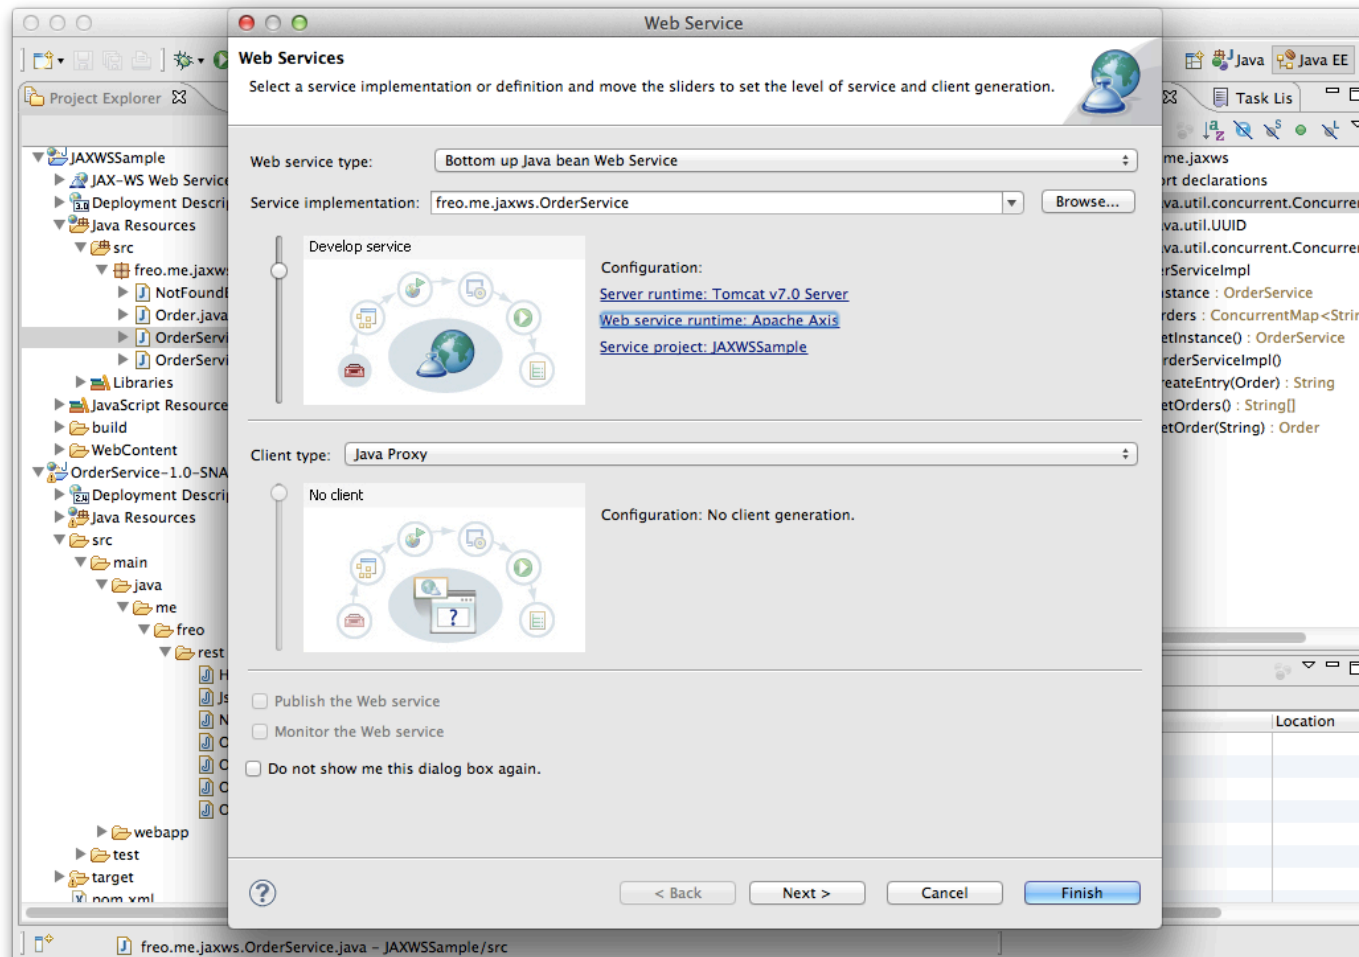 Web Service
Web Services
Select a service implementation or definition and move the sliders to set the level of service and client generation.
Java
Java EE
Project Explorer
Task Lis
JAXWSSample
JAX-WS Web Service
Deployment Descri
Java Resources
src
freo.me.jaxws
NotFoundE
Order.java
OrderServi
OrderServi
Libraries
JavaScript Resource
build
WebContent
OrderService-1.0-SNA
Deployment Descri
Java Resources
src
main
java
me
freo
rest
H
Js
N
O
O
O
O
webapp
test
target
pom.xml
Web service type:
Bottom up Java bean Web Service
Service implementation:
freo.me.jaxws.OrderService
Browse...
Develop service
Configuration:
Server runtime: Tomcat v7.0 Server
Web service runtime: Apache Axis
Service project: JAXWSSample
Client type:
Java Proxy
No client
Configuration: No client generation.
Publish the Web service
Monitor the Web service
Do not show me this dialog box again.
< Back
Next >
Cancel
Finish
me.jaxws
rt declarations
va.util.concurrent.Concurre
va.util.UUID
va.util.concurrent.Concurre
rServiceImpl
stance : OrderService
rders : ConcurrentMap<Strin
etInstance() : OrderService
rderServiceImpl()
reateEntry(Order) : String
etOrders() : String[]
etOrder(String) : Order
Location
freo.me.jaxws.OrderService.java - JAXWSSample/src